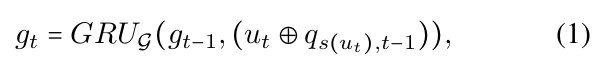 g_t = GRU_𝒢(g_{t−1}, (u_t ⊕ q_{s(u_t),t−1})), (1)